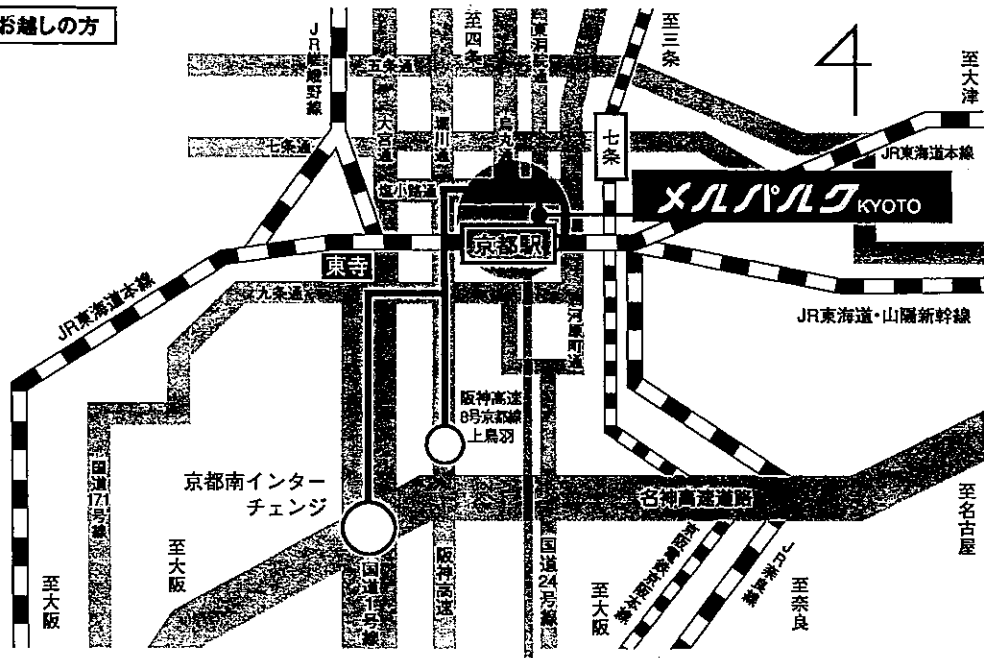 お越しの方
至四条
東洞院通
至三条
至大津
JR嵯峨野線
五条通
七条通
大宮通
堀川通
烏丸
七条
JR東海道本線
塩小路通
メルパルクKYOTO
京都駅
東寺
JR東海道本線
九条通
河原町通
JR東海道・山陽新幹線
阪神高速
8号京都線
上鳥羽
京都南インター
チェンジ
国道171号線
名神高速道路
至名古屋
至大阪
至大阪
国道1号線
阪神高速
国道24号線
至大阪
京阪電鉄京阪本線
JR奈良線
至奈良